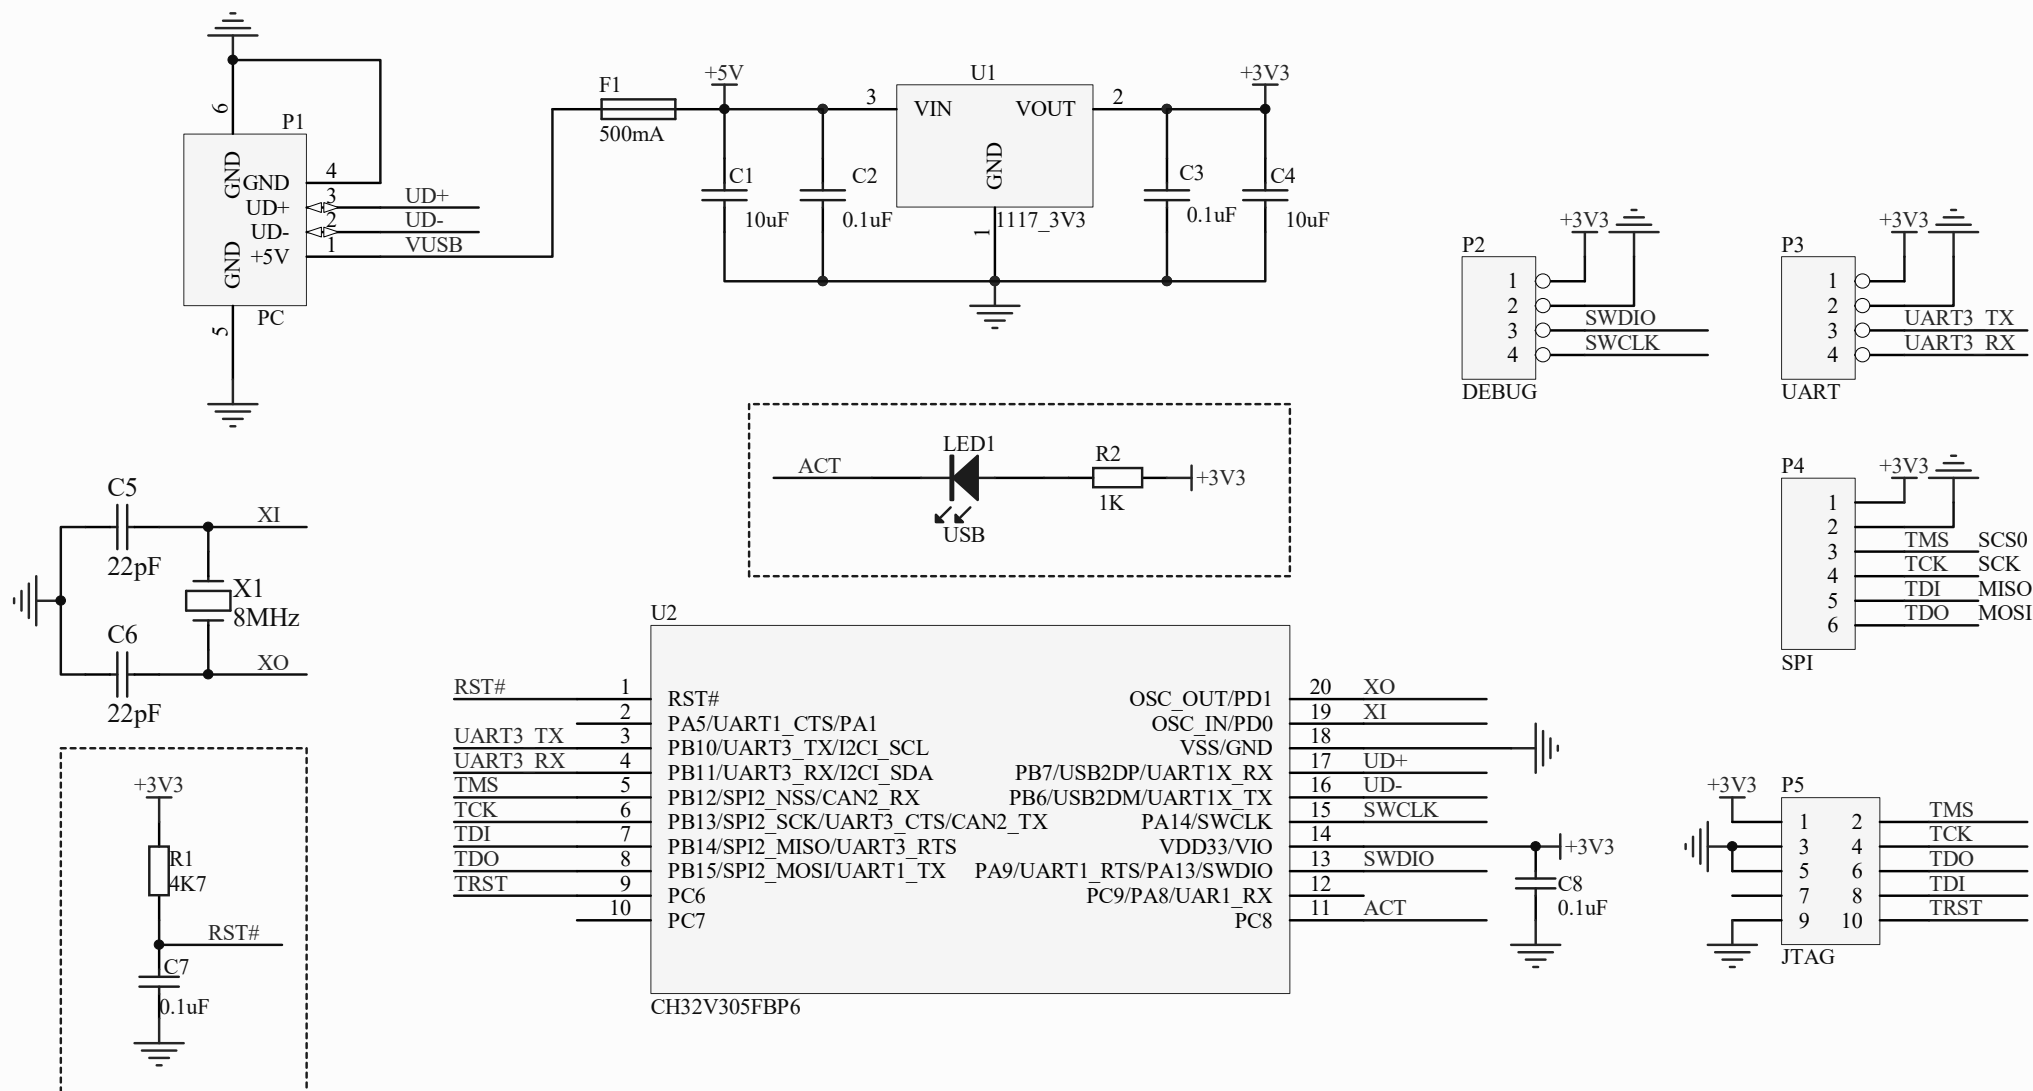 6
P1
GND
GND 4
UD+ 3 UD+
UD- 2 UD-
+5V 1 VUSB
GND
5
PC
F1
500mA
+5V
U1
3 VIN VOUT 2
GND
1
1117_3V3
+3V3
C1
10uF
C2
0.1uF
C3
0.1uF
C4
10uF
P2
+3V3
1
2
3 SWDIO
4 SWCLK
DEBUG
P3
+3V3
1
2
3 UART3_TX
4 UART3_RX
UART
ACT
LED1
USB
R2
1K
+3V3
P4
+3V3
1
2
3 TMS SCS0
4 TCK SCK
5 TDI MISO
6 TDO MOSI
SPI
C5
22pF
XI
X1
8MHz
C6
22pF
XO
+3V3
R1
4K7
RST#
C7
0.1uF
U2
RST# 1 RST#
2 PA5/UART1_CTS/PA1
UART3_TX 3 PB10/UART3_TX/I2CI_SCL
UART3_RX 4 PB11/UART3_RX/I2CI_SDA
TMS 5 PB12/SPI2_NSS/CAN2_RX
TCK 6 PB13/SPI2_SCK/UART3_CTS/CAN2_TX
TDI 7 PB14/SPI2_MISO/UART3_RTS
TDO 8 PB15/SPI2_MOSI/UART1_TX
TRST 9 PC6
10 PC7
OSC_OUT/PD1 20 XO
OSC_IN/PD0 19 XI
VSS/GND 18
PB7/USB2DP/UART1X_RX 17 UD+
PB6/USB2DM/UART1X_TX 16 UD-
PA14/SWCLK 15 SWCLK
VDD33/VIO 14 +3V3
PA9/UART1_RTS/PA13/SWDIO 13 SWDIO
PC9/PA8/UAR1_RX 12
PC8 11 ACT
CH32V305FBP6
C8
0.1uF
+3V3
P5
1 2 TMS
3 4 TCK
5 6 TDO
7 8 TDI
9 10 TRST
JTAG